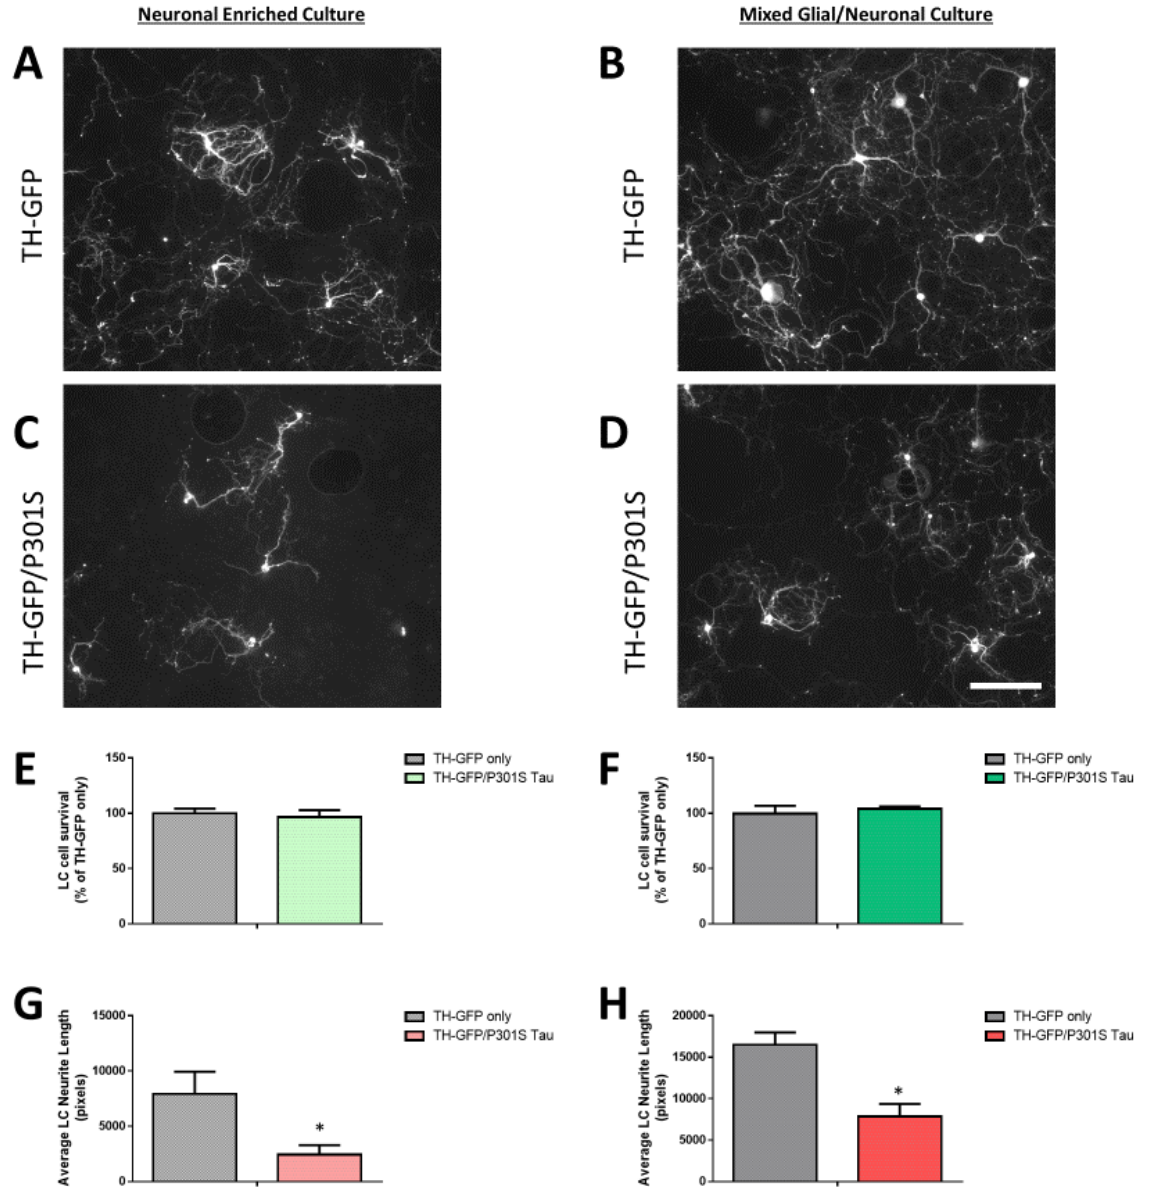 Neuronal Enriched Culture
Mixed Glial/Neuronal Culture
A
B
TH-GFP
TH-GFP
C
D
TH-GFP/P301S
TH-GFP/P301S
E
LC cell survival
(% of TH-GFP only)
150
100
50
0
TH-GFP only
TH-GFP/P301S Tau
F
LC cell survival
(% of TH-GFP only)
150
100
50
0
TH-GFP only
TH-GFP/P301S Tau
G
Average LC Neurite Length
(pixels)
15000
10000
5000
0
*
TH-GFP only
TH-GFP/P301S Tau
H
Average LC Neurite Length
(pixels)
20000
15000
10000
5000
0
*
TH-GFP only
TH-GFP/P301S Tau